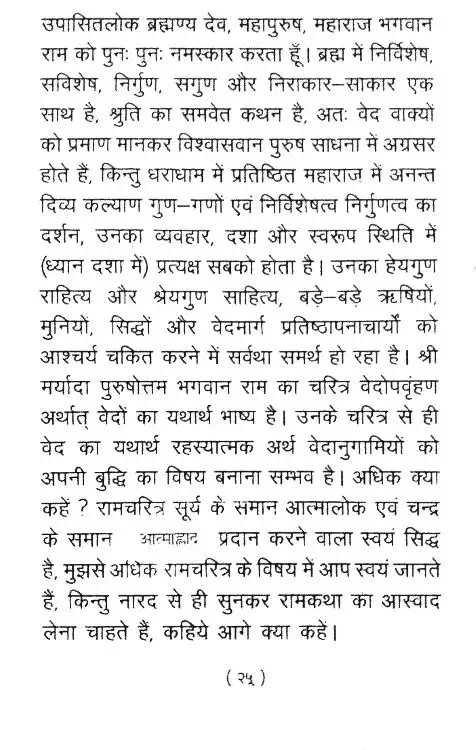 उपासितलोक ब्रह्मण्य देव, महापुरुष, महाराज भगवान
राम को पुनः पुनः नमस्कार करता हूँ। ब्रह्म में निर्विशेष,
सविशेष, निर्गुण, सगुण और निराकार–साकार एक
साथ है, श्रुति का समवेत कथन है, अतः वेद वाक्यों
को प्रमाण मानकर विश्वासवान पुरुष साधना में अग्रसर
होते हैं, किन्तु धराधाम में प्रतिष्ठित महाराज में अनन्त
दिव्य कल्याण गुण–गणों एवं निर्विशेषत्व निर्गुणत्व का
दर्शन, उनका व्यवहार, दशा और स्वरूप स्थिति में
(ध्यान दशा में) प्रत्यक्ष सबको होता है। उनका हेयगुण
राहित्य और श्रेयगुण साहित्य, बड़े–बड़े ऋषियों,
मुनियों, सिद्धों और वेदमार्ग प्रतिष्ठापनाचार्यों को
आश्चर्य चकित करने में सर्वथा समर्थ हो रहा है। श्री
मर्यादा पुरुषोत्तम भगवान राम का चरित्र वेदोपवृंहण
अर्थात् वेदों का यथार्थ भाष्य है। उनके चरित्र से ही
वेद का यथार्थ रहस्यात्मक अर्थ वेदानुगामियों को
अपनी बुद्धि का विषय बनाना सम्भव है। अधिक क्या
कहें ? रामचरित्र सूर्य के समान आत्मालोक एवं चन्द्र
के समान आत्माह्लाद प्रदान करने वाला स्वयं सिद्ध
है, मुझसे अधिक रामचरित्र के विषय में आप स्वयं जानते
हैं, किन्तु नारद से ही सुनकर रामकथा का आस्वाद
लेना चाहते हैं, कहिये आगे क्या कहें।
(२५)